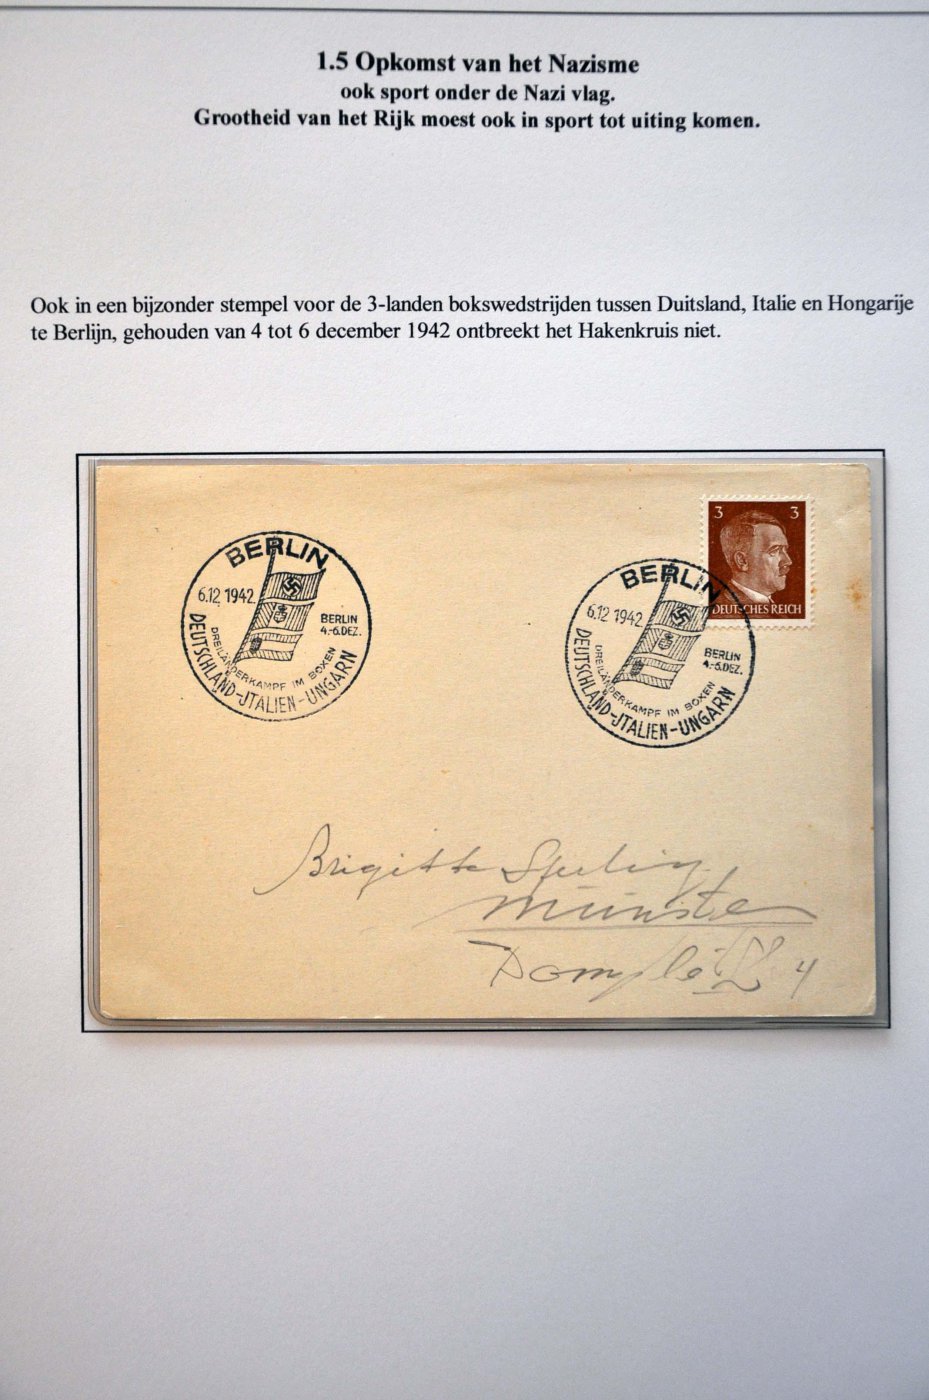 1.5 Opkomst van het Nazisme
ook sport onder de Nazi vlag.
Grootheid van het Rijk moest ook in sport tot uiting komen.
Ook in een bijzonder stempel voor de 3-landen bokswedstrijden tussen Duitsland, Italie en Hongarije
te Berlijn, gehouden van 4 tot 6 december 1942 ontbreekt het Hakenkruis niet.
BERLIN
6.12.1942.
BERLIN
4.-6.DEZ.
DREILÄNDERKAMPF IM BOXEN
DEUTSCHLAND-JTALIEN-UNGARN
3 3
DEUTSCHES REICH
BERLIN
6.12.1942.
BERLIN
4.-6.DEZ.
DREILÄNDERKAMPF IM BOXEN
DEUTSCHLAND-JTALIEN-UNGARN
Brigitte
Münster
4